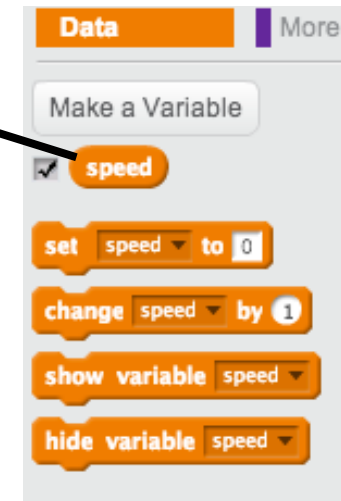 Data More
Make a Variable
speed
set speed to 0
change speed by 1
show variable speed
hide variable speed